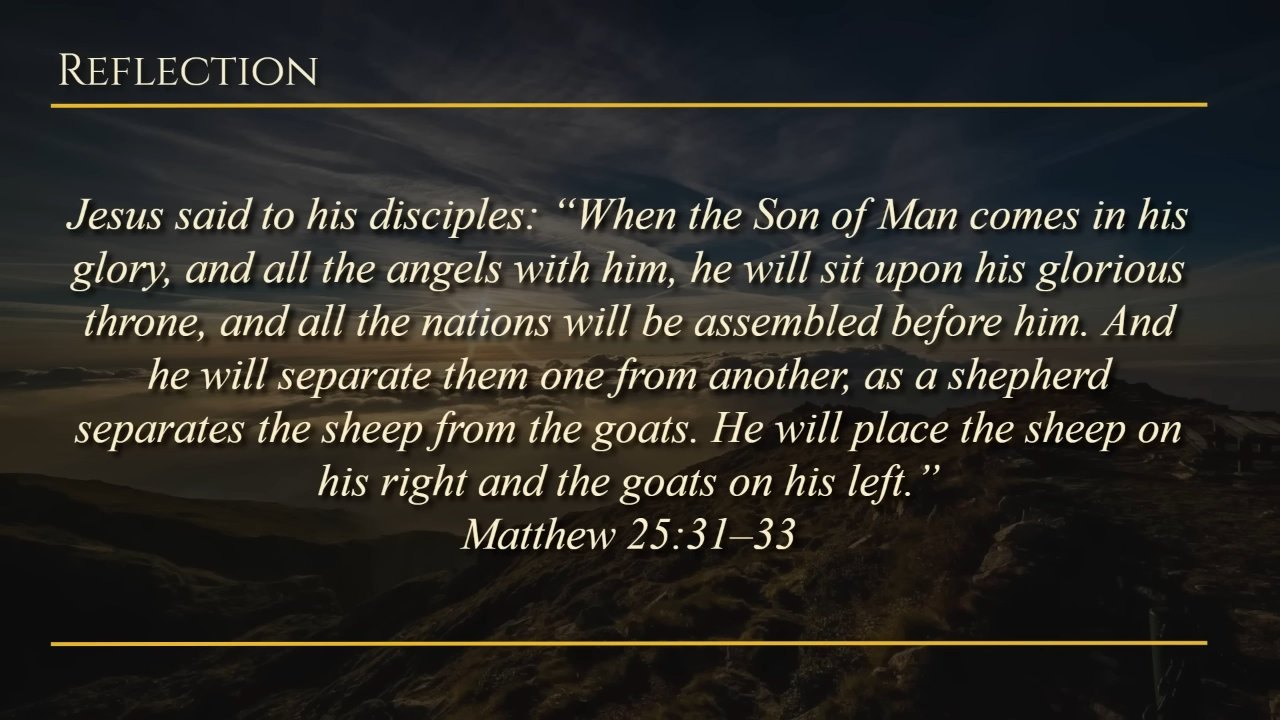 Reflection
Jesus said to his disciples: “When the Son of Man comes in his
glory, and all the angels with him, he will sit upon his glorious
throne, and all the nations will be assembled before him. And
he will separate them one from another, as a shepherd
separates the sheep from the goats. He will place the sheep on
his right and the goats on his left.”
Matthew 25:31–33